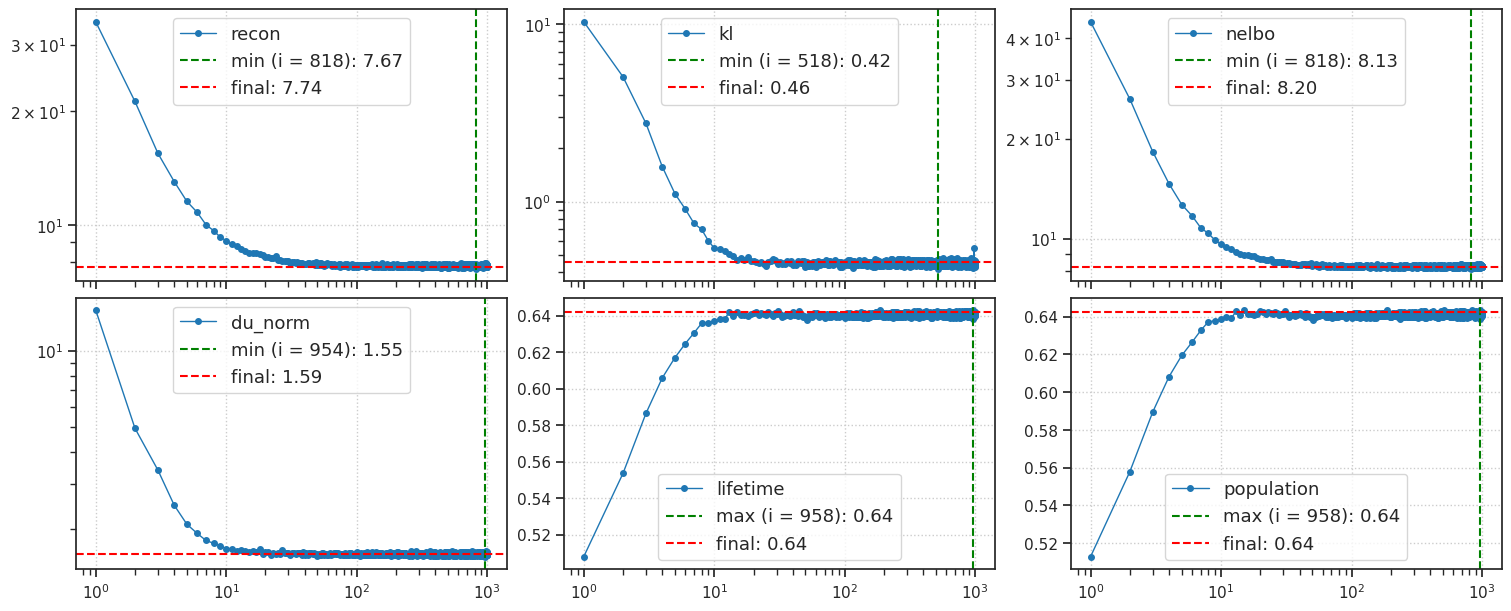 3 × 10¹
2 × 10¹
10¹
recon
min (i = 818): 7.67
final: 7.74
10¹
10⁰
kl
min (i = 518): 0.42
final: 0.46
4 × 10¹
3 × 10¹
2 × 10¹
10¹
nelbo
min (i = 818): 8.13
final: 8.20
10¹
du_norm
min (i = 954): 1.55
final: 1.59
10⁰ 10¹ 10² 10³
0.64
0.62
0.60
0.58
0.56
0.54
0.52
lifetime
max (i = 958): 0.64
final: 0.64
10⁰ 10¹ 10² 10³
0.64
0.62
0.60
0.58
0.56
0.54
0.52
population
max (i = 958): 0.64
final: 0.64
10⁰ 10¹ 10² 10³